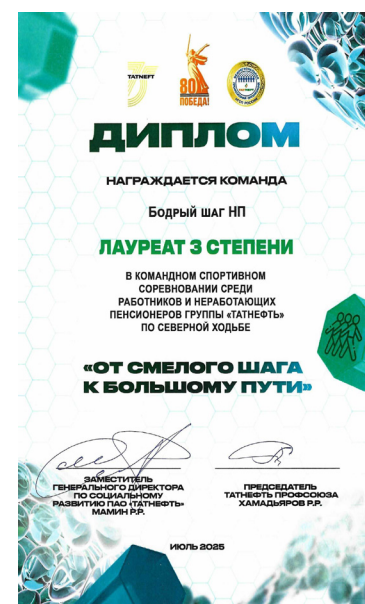 TATNEFT
80
ПОБЕДА!
ДИПЛОМ
НАГРАЖДАЕТСЯ КОМАНДА
Бодрый шаг НП
ЛАУРЕАТ 3 СТЕПЕНИ
В КОМАНДНОМ СПОРТИВНОМ
СОРЕВНОВАНИИ СРЕДИ
РАБОТНИКОВ И НЕРАБОТАЮЩИХ
ПЕНСИОНЕРОВ ГРУППЫ «ТАТНЕФТЬ»
ПО СЕВЕРНОЙ ХОДЬБЕ
«ОТ СМЕЛОГО ШАГА
К БОЛЬШОМУ ПУТИ»
ЗАМЕСТИТЕЛЬ
ГЕНЕРАЛЬНОГО ДИРЕКТОРА
ПО СОЦИАЛЬНОМУ
РАЗВИТИЮ ПАО «ТАТНЕФТЬ»
МАМИН Р.Р.
ПРЕДСЕДАТЕЛЬ
ТАТНЕФТЬ ПРОФСОЮЗА
ХАМАДЬЯРОВ Р.Р.
ИЮЛЬ 2025